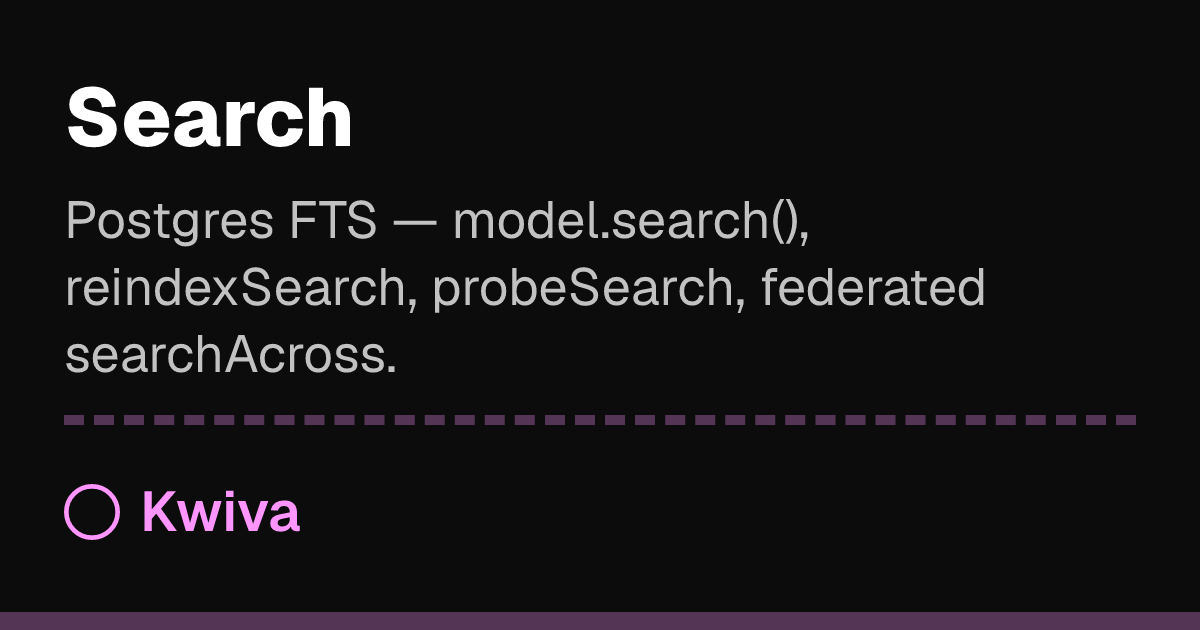 Search
Postgres FTS — model.search(),
reindexSearch, probeSearch, federated
searchAcross.
Kwiva